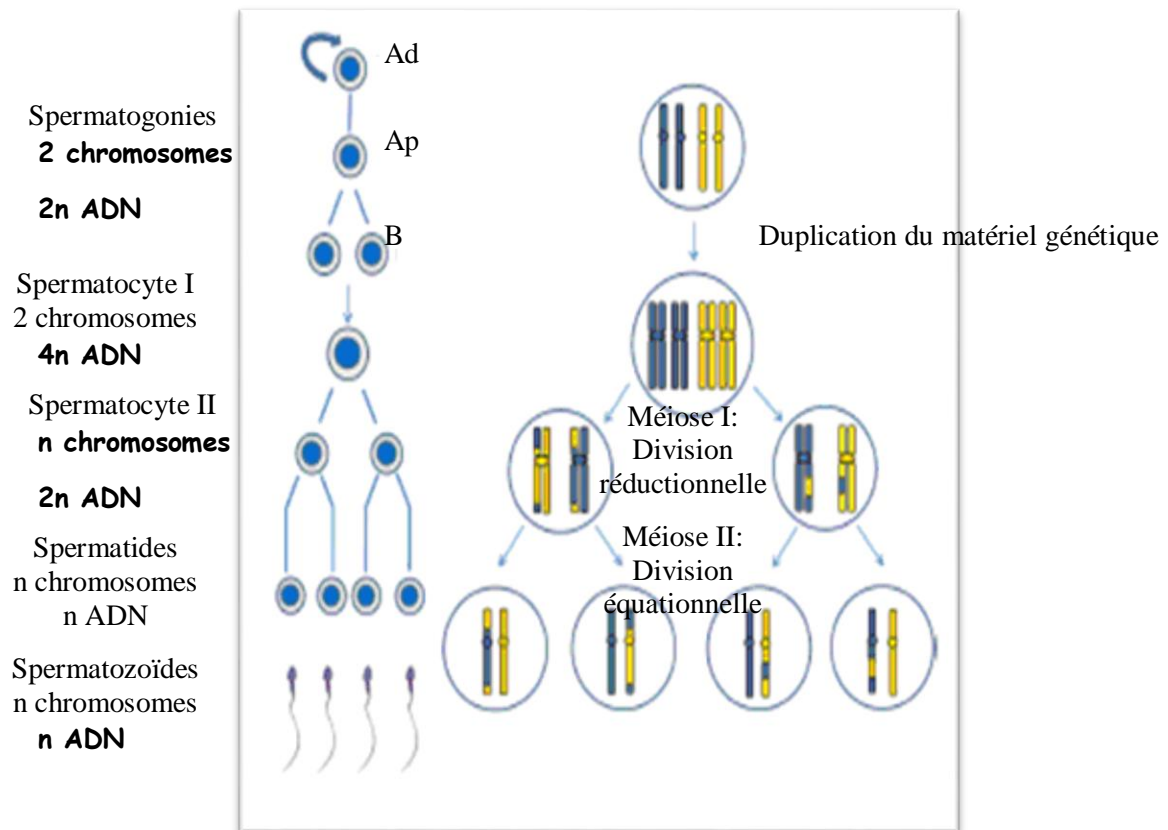 Ad
Spermatogonies
2 chromosomes
Ap
2n ADN
B
Duplication du matériel génétique
Spermatocyte I
2 chromosomes
4n ADN
Spermatocyte II
n chromosomes
2n ADN
Méiose I:
Division
réductionnelle
Spermatides
n chromosomes
n ADN
Méiose II:
Division
équationnelle
Spermatozoïdes
n chromosomes
n ADN